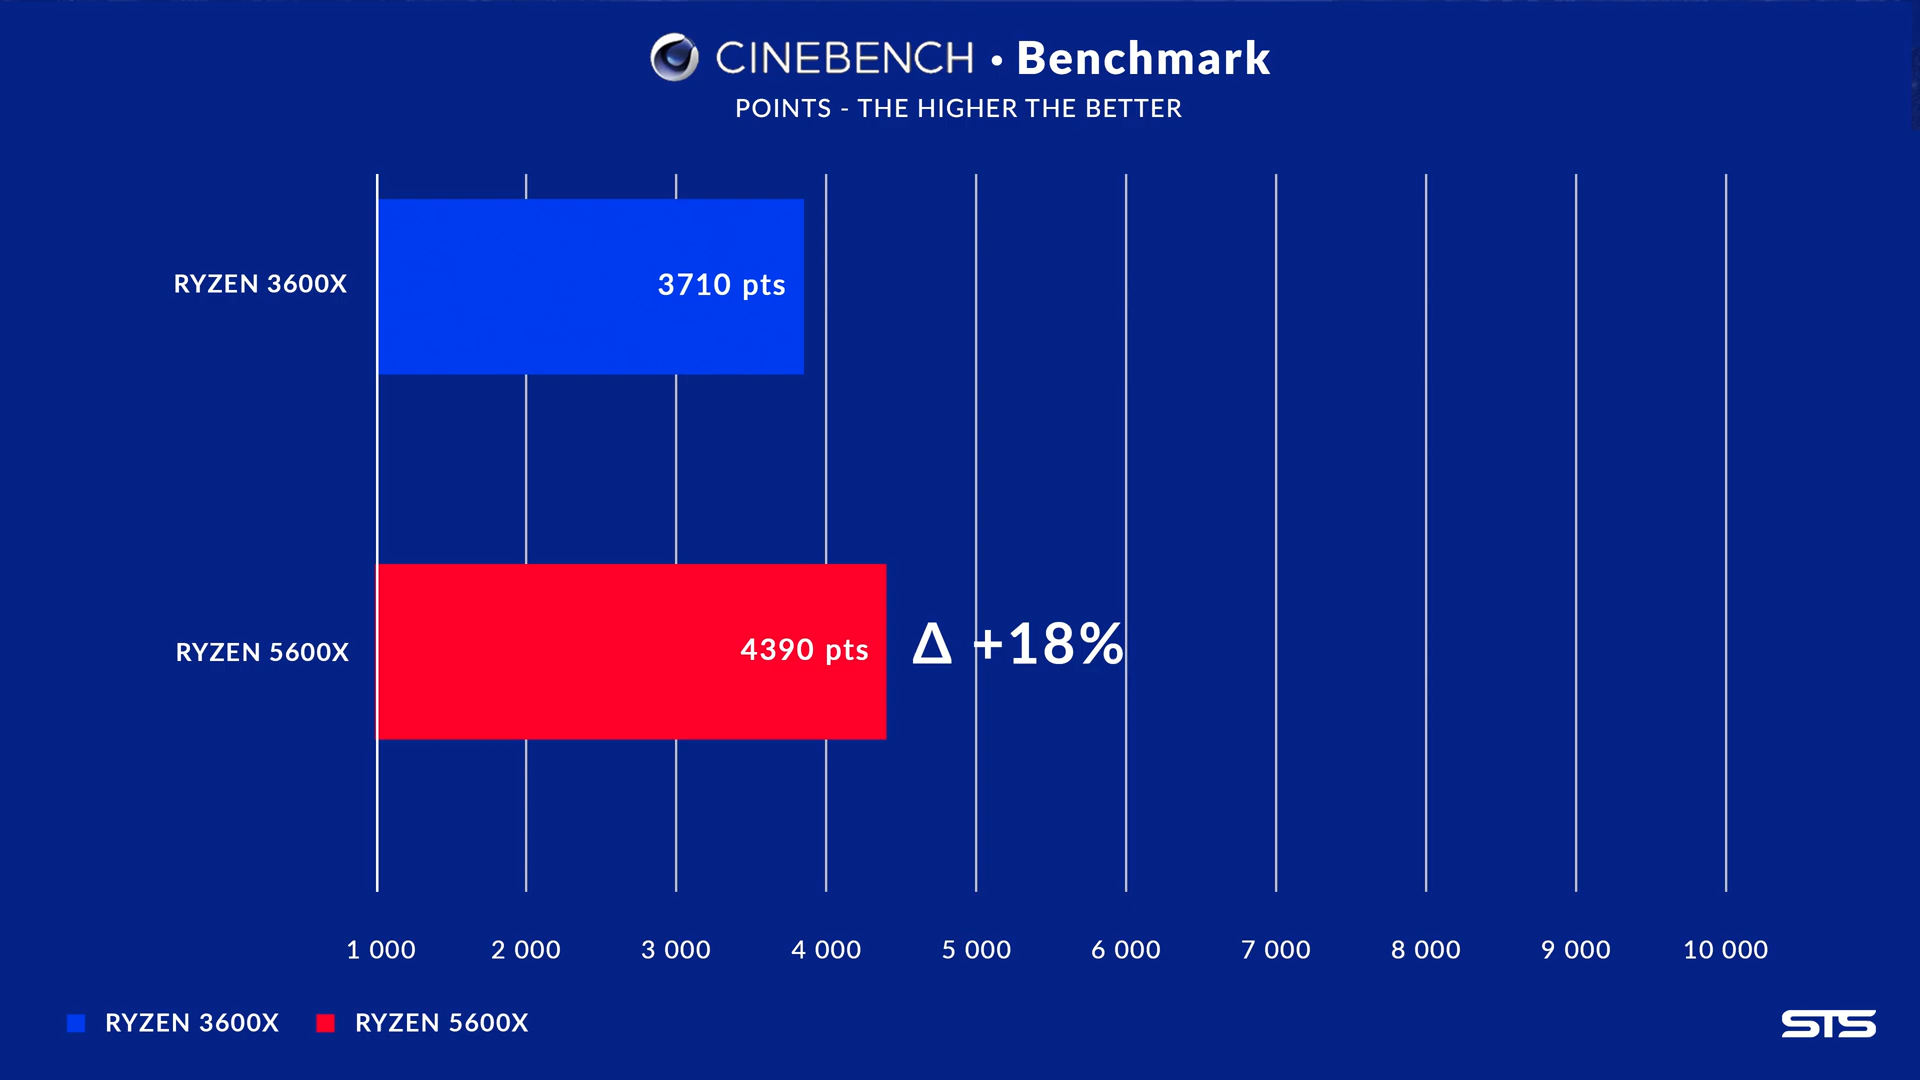 CINEBENCH • Benchmark
POINTS - THE HIGHER THE BETTER
RYZEN 3600X
3710 pts
RYZEN 5600X
4390 pts
Δ +18%
1 000 2 000 3 000 4 000 5 000 6 000 7 000 8 000 9 000 10 000
RYZEN 3600X RYZEN 5600X
STS